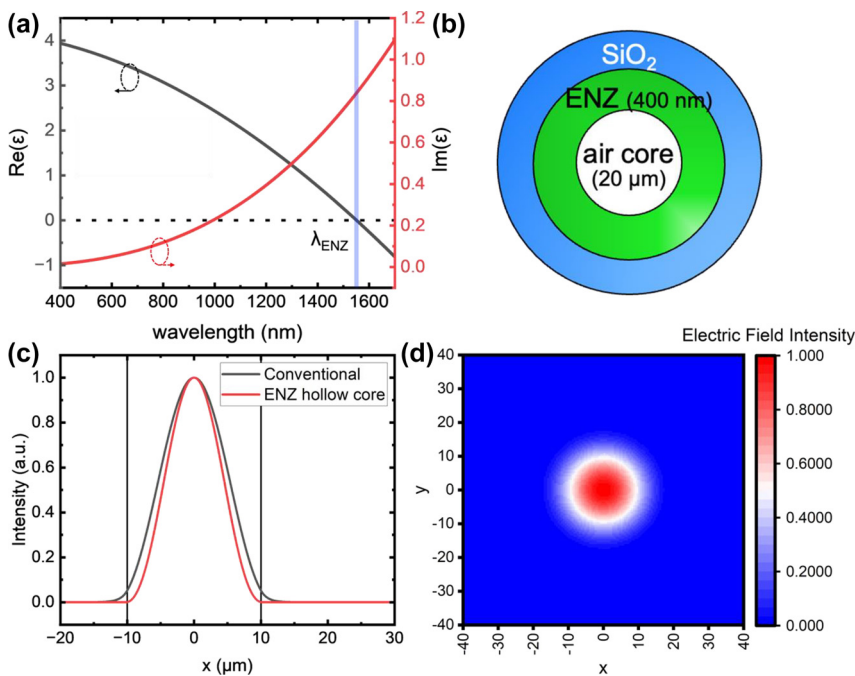 (a)
4
3
2
1
0
−1
Re(ε)
400 600 800 1000 1200 1400 1600
wavelength (nm)
λENZ
1.2
1.0
0.8
0.6
0.4
0.2
0.0
Im(ε)
(b)
SiO2
ENZ (400 nm)
air core
(20 µm)
(c)
Conventional
ENZ hollow core
1.0
0.8
0.6
0.4
0.2
0.0
Intensity (a.u.)
−20 −10 0 10 20 30
x (µm)
(d)
Electric Field Intensity
40
30
20
10
0
-10
-20
-30
-40
y
-40 -30 -20 -10 0 10 20 30 40
x
1.000
0.8000
0.6000
0.4000
0.2000
0.000